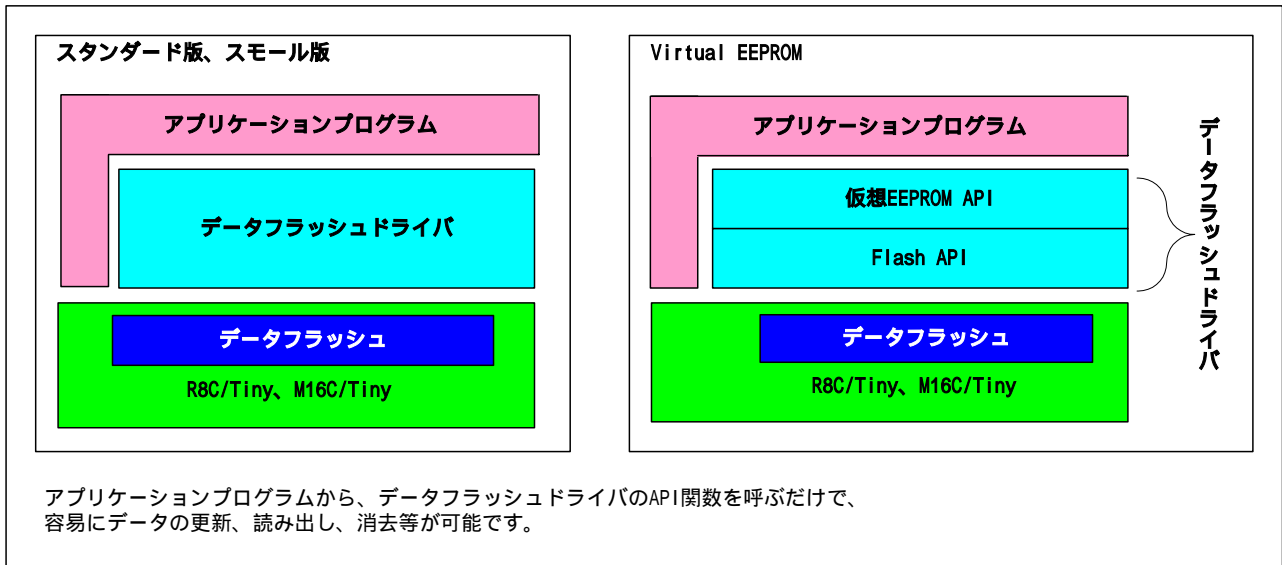 スタンダード版、スモール版
アプリケーションプログラム
データフラッシュドライバ
データフラッシュ
R8C/Tiny、M16C/Tiny
Virtual EEPROM
アプリケーションプログラム
仮想EEPROM API
Flash API
データフラッシュ
R8C/Tiny、M16C/Tiny
データフラッシュドライバ
アプリケーションプログラムから、データフラッシュドライバのAPI関数を呼ぶだけで、
容易にデータの更新、読み出し、消去等が可能です。